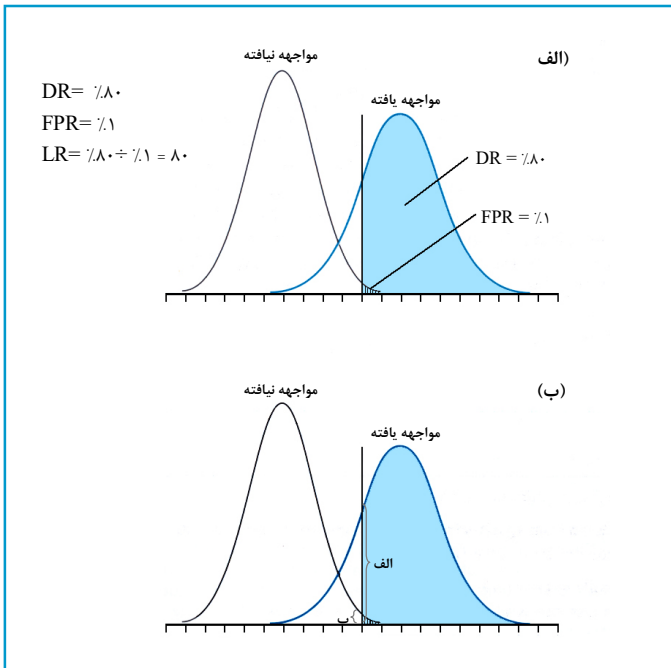 (الف
مواجهه نیافته
DR= ٪۸۰
FPR= ٪۱
LR= ٪۸۰ ÷ ٪۱ = ۸۰
مواجهه یافته
DR = ٪۸۰
FPR = ٪۱
(ب)
مواجهه نیافته
مواجهه یافته
الف
ب